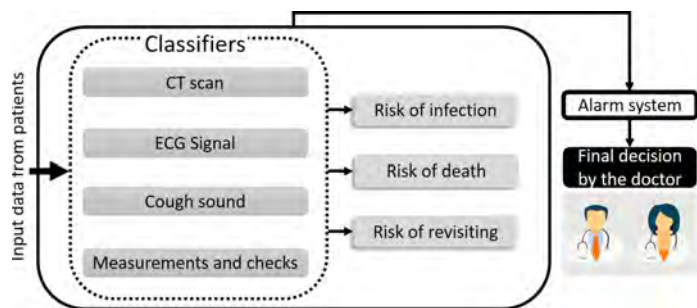 Input data from patients
Classifiers
CT scan
ECG Signal
Cough sound
Measurements and checks
Risk of infection
Risk of death
Risk of revisiting
Alarm system
Final decision
by the doctor